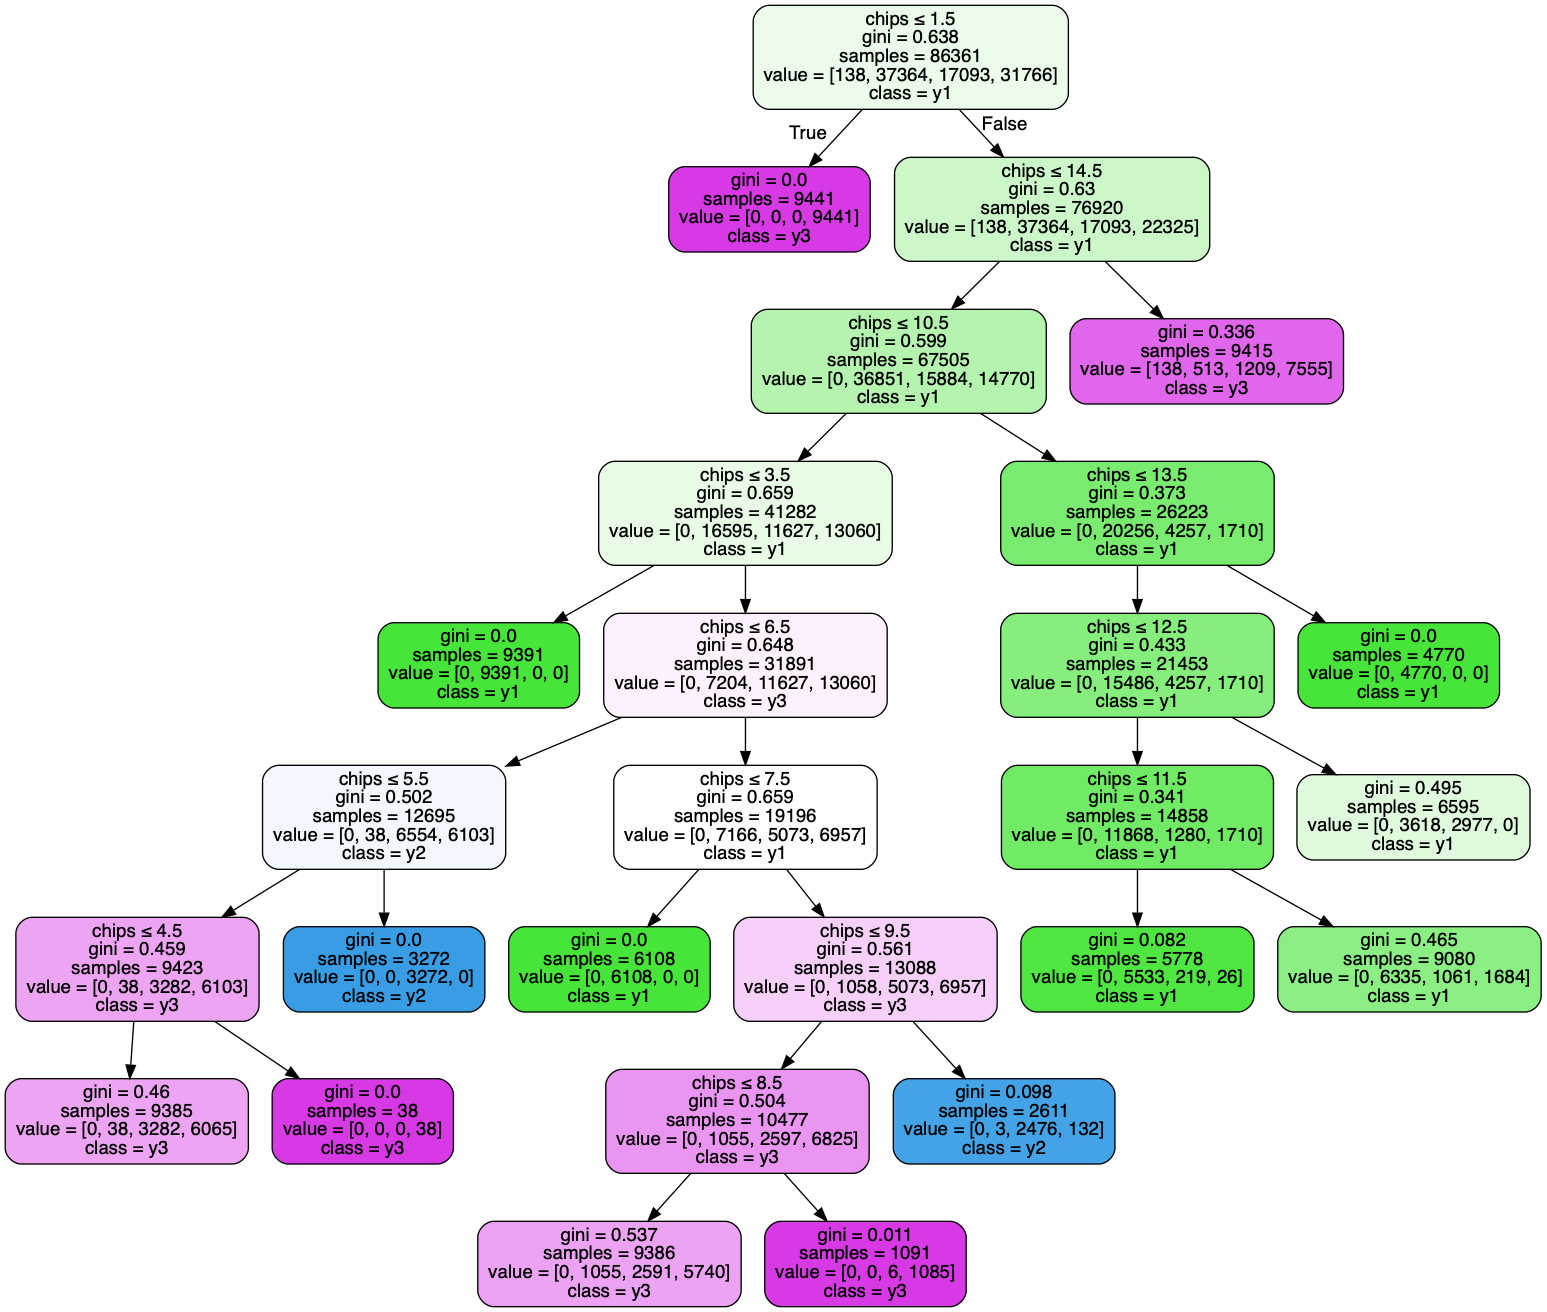 chips ≤ 1.5
gini = 0.638
samples = 86361
value = [138, 37364, 17093, 31766]
class = y1
True
False
gini = 0.0
samples = 9441
value = [0, 0, 0, 9441]
class = y3
chips ≤ 14.5
gini = 0.63
samples = 76920
value = [138, 37364, 17093, 22325]
class = y1
chips ≤ 10.5
gini = 0.599
samples = 67505
value = [0, 36851, 15884, 14770]
class = y1
gini = 0.336
samples = 9415
value = [138, 513, 1209, 7555]
class = y3
chips ≤ 3.5
gini = 0.659
samples = 41282
value = [0, 16595, 11627, 13060]
class = y1
chips ≤ 13.5
gini = 0.373
samples = 26223
value = [0, 20256, 4257, 1710]
class = y1
gini = 0.0
samples = 9391
value = [0, 9391, 0, 0]
class = y1
chips ≤ 6.5
gini = 0.648
samples = 31891
value = [0, 7204, 11627, 13060]
class = y3
chips ≤ 12.5
gini = 0.433
samples = 21453
value = [0, 15486, 4257, 1710]
class = y1
gini = 0.0
samples = 4770
value = [0, 4770, 0, 0]
class = y1
chips ≤ 5.5
gini = 0.502
samples = 12695
value = [0, 38, 6554, 6103]
class = y2
chips ≤ 7.5
gini = 0.659
samples = 19196
value = [0, 7166, 5073, 6957]
class = y1
chips ≤ 11.5
gini = 0.341
samples = 14858
value = [0, 11868, 1280, 1710]
class = y1
gini = 0.495
samples = 6595
value = [0, 3618, 2977, 0]
class = y1
chips ≤ 4.5
gini = 0.459
samples = 9423
value = [0, 38, 3282, 6103]
class = y3
gini = 0.0
samples = 3272
value = [0, 0, 3272, 0]
class = y2
gini = 0.0
samples = 6108
value = [0, 6108, 0, 0]
class = y1
chips ≤ 9.5
gini = 0.561
samples = 13088
value = [0, 1058, 5073, 6957]
class = y3
gini = 0.082
samples = 5778
value = [0, 5533, 219, 26]
class = y1
gini = 0.465
samples = 9080
value = [0, 6335, 1061, 1684]
class = y1
gini = 0.46
samples = 9385
value = [0, 38, 3282, 6065]
class = y3
gini = 0.0
samples = 38
value = [0, 0, 0, 38]
class = y3
chips ≤ 8.5
gini = 0.504
samples = 10477
value = [0, 1055, 2597, 6825]
class = y3
gini = 0.098
samples = 2611
value = [0, 3, 2476, 132]
class = y2
gini = 0.537
samples = 9386
value = [0, 1055, 2591, 5740]
class = y3
gini = 0.011
samples = 1091
value = [0, 0, 6, 1085]
class = y3